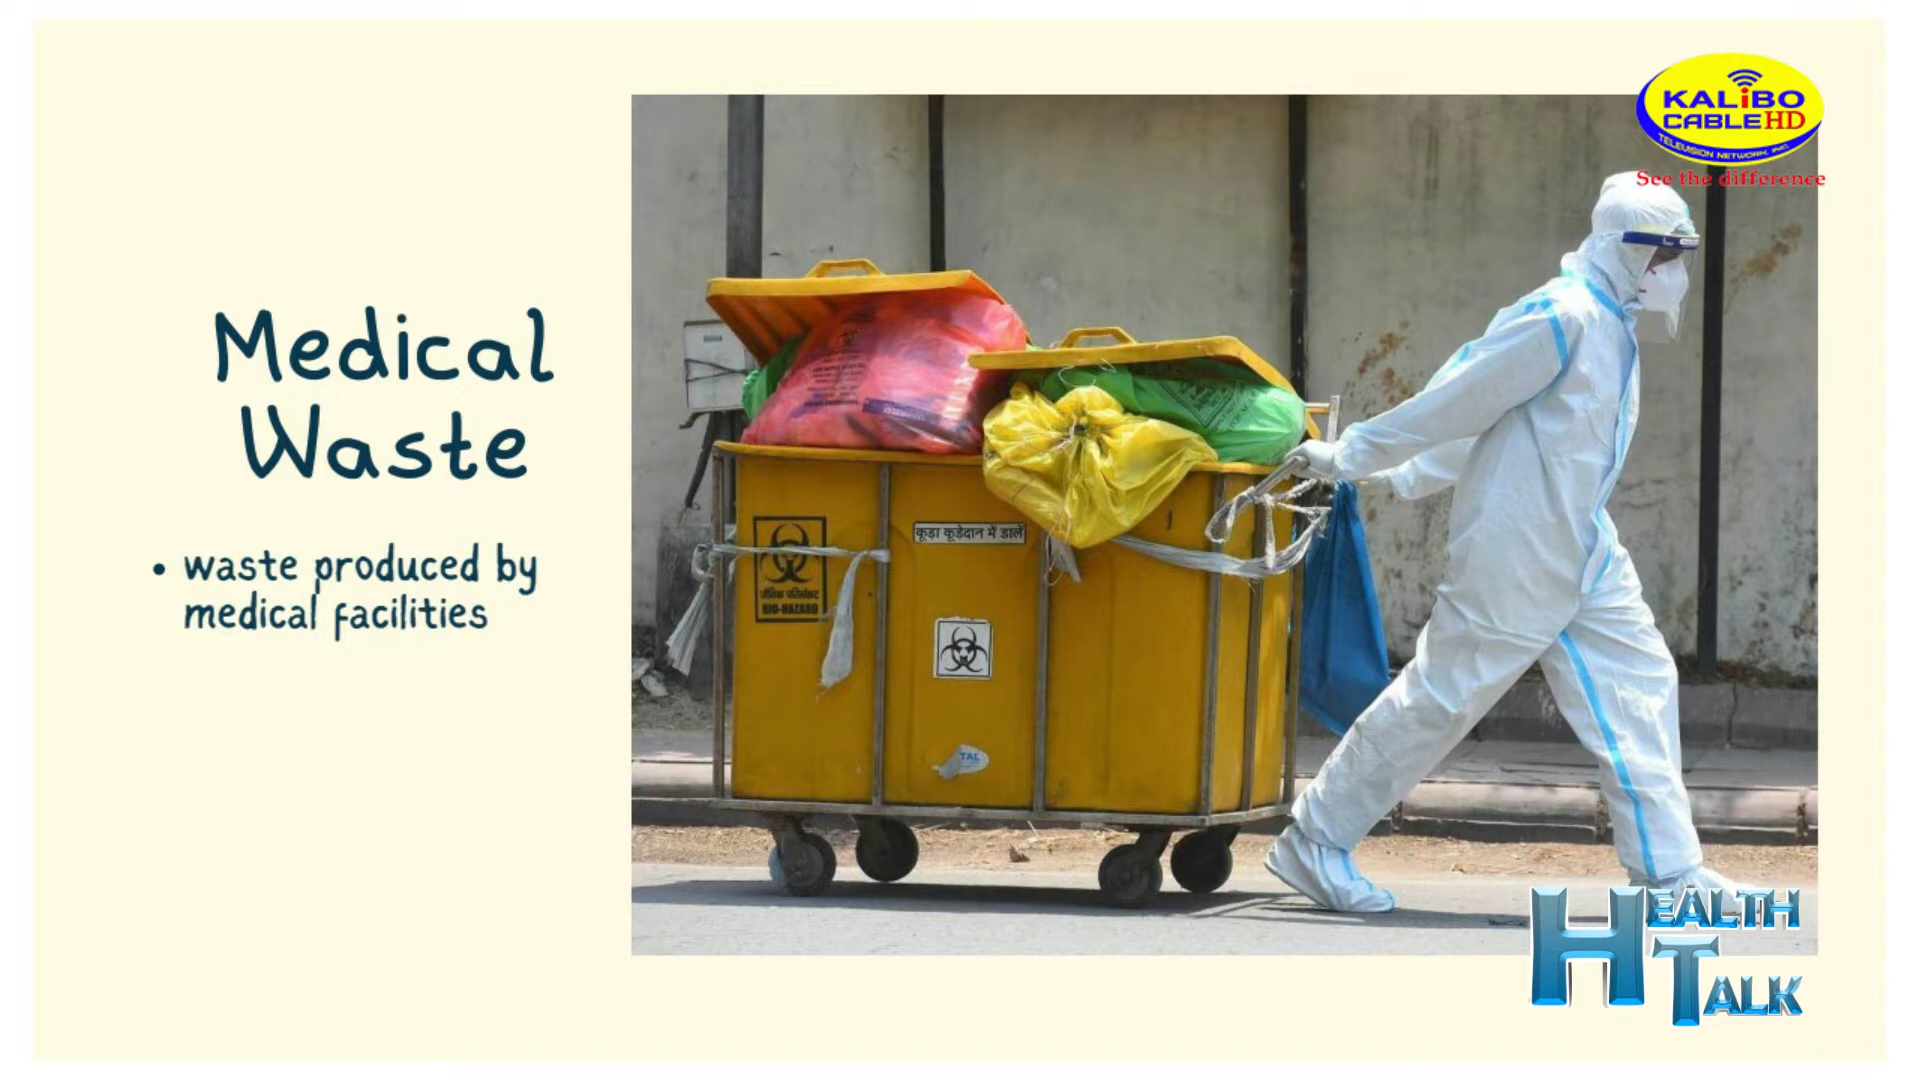 KALiBO
CABLEHD
TELEVISION NETWORK, INC.
See the difference
Medical
Waste
• waste produced by
medical facilities
कूड़ा कूड़ेदान में डालें
BIO-HAZARD
TAL
HEALTH
TALK